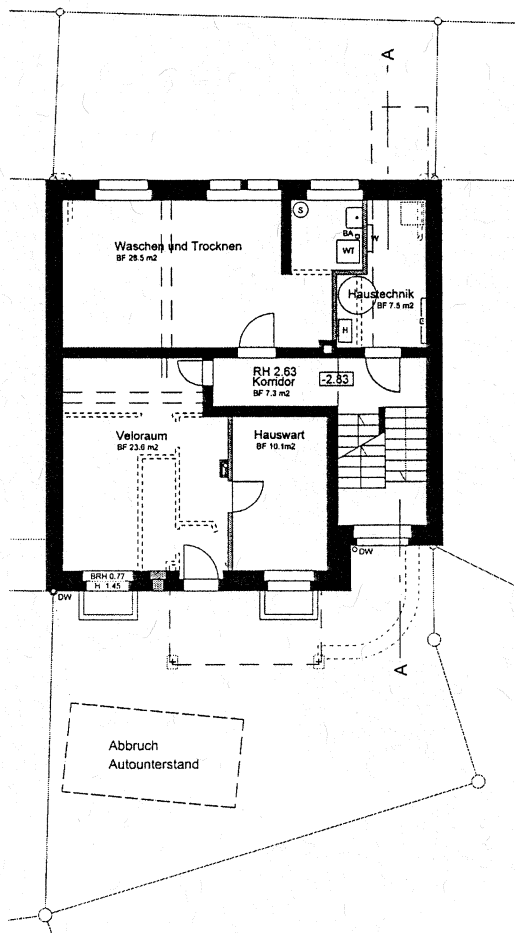 A
S
BA
W
WT
Waschen und Trocknen
BF 28.5 m2
Haustechnik
BF 7.5 m2
H
RH 2.63
Korridor
BF 7.3 m2
-2.83
Veloraum
BF 23.6 m2
Hauswart
BF 10.1m2
BRH 0.77
H 1.45
DW
DW
A
Abbruch
Autounterstand